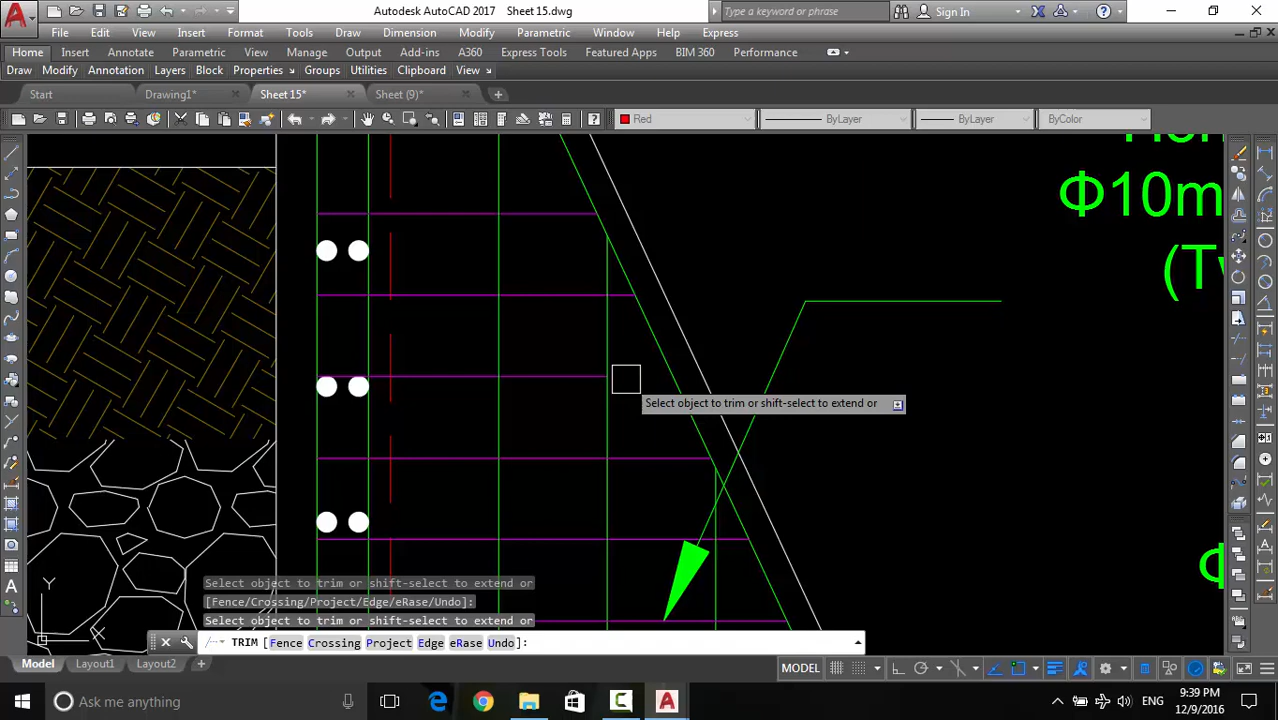 Autodesk AutoCAD 2017 Sheet 15.dwg
Type a keyword or phrase
Sign In
File Edit View Insert Format Tools Draw Dimension Modify Parametric Window Help Express
Home Insert Annotate Parametric View Manage Output Add-ins A360 Express Tools Featured Apps BIM 360 Performance
Draw Modify Annotation Layers Block Properties Groups Utilities Clipboard View
Start Drawing1* Sheet 15* Sheet (9)*
Red ByLayer ByLayer ByColor
Φ10m
(Tw
Select object to trim or shift-select to extend or
Φ
Y
X
Select object to trim or shift-select to extend or
[Fence/Crossing/Project/Edge/eRase/Undo]:
Select object to trim or shift-select to extend or
TRIM [Fence Crossing Project Edge eRase Undo]:
Model Layout1 Layout2 +
MODEL
1:1
Ask me anything
ENG
9:39 PM
12/9/2016